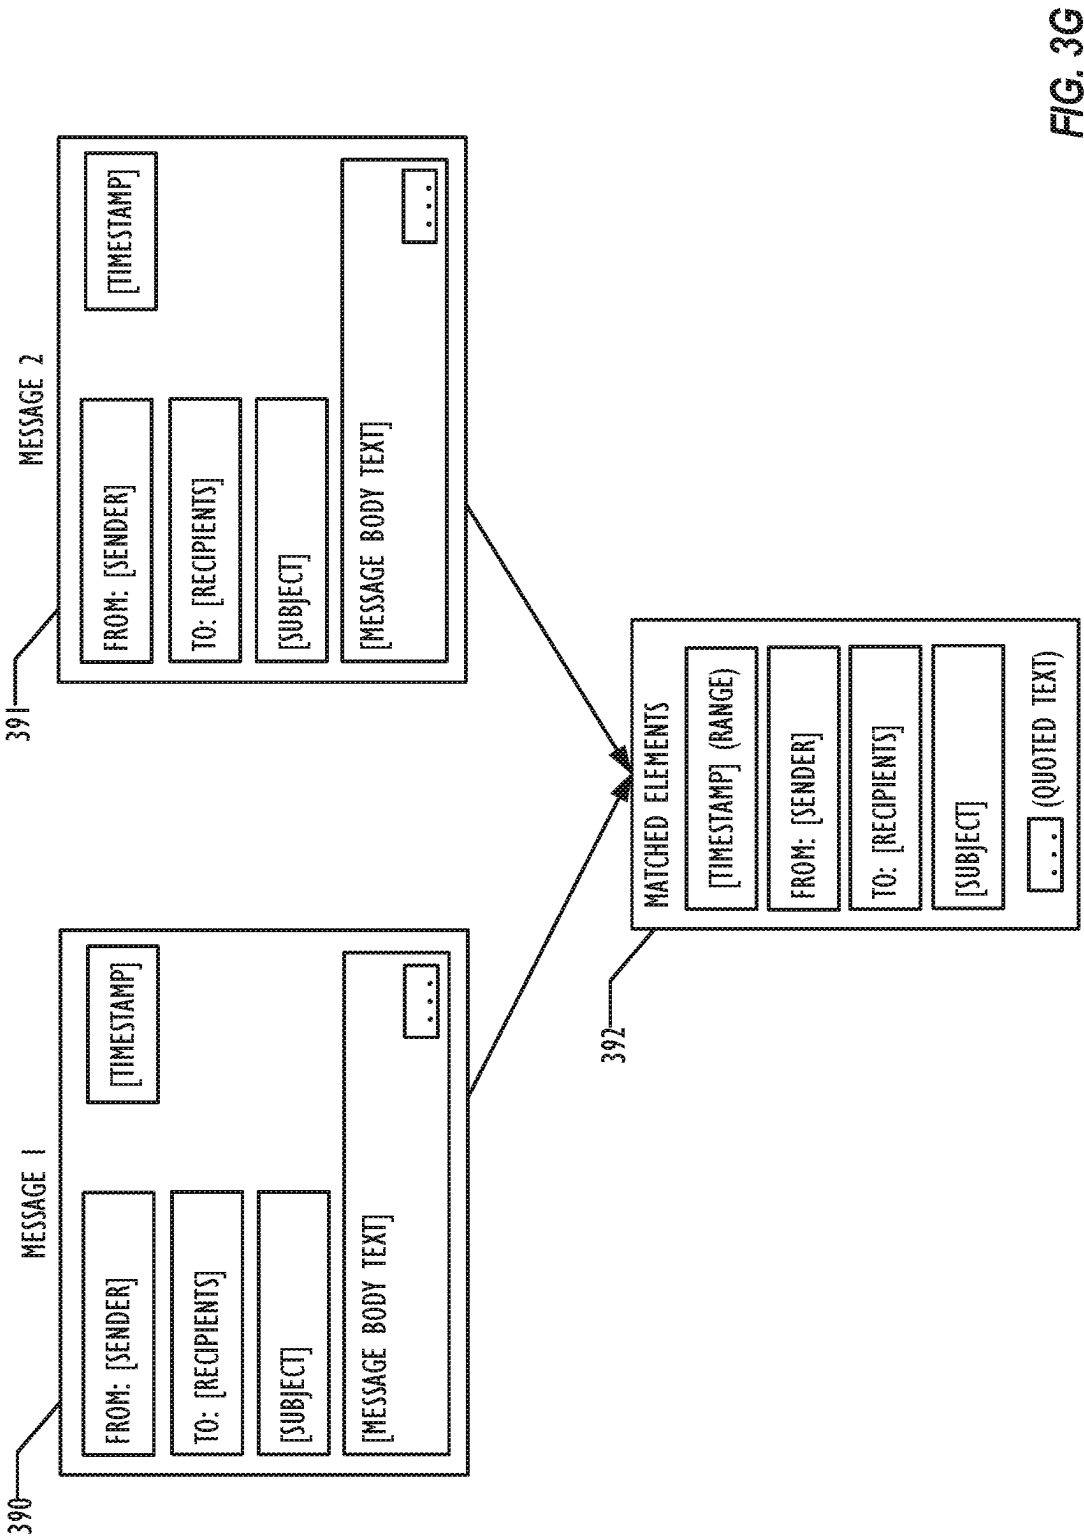 MESSAGE 1
390
FROM: [SENDER]
[TIMESTAMP]
TO: [RECIPIENTS]
[SUBJECT]
[MESSAGE BODY TEXT]
...
MESSAGE 2
391
FROM: [SENDER]
[TIMESTAMP]
TO: [RECIPIENTS]
[SUBJECT]
[MESSAGE BODY TEXT]
...
392
MATCHED ELEMENTS
[TIMESTAMP] (RANGE)
FROM: [SENDER]
TO: [RECIPIENTS]
[SUBJECT]
... (QUOTED TEXT)
FIG. 3G